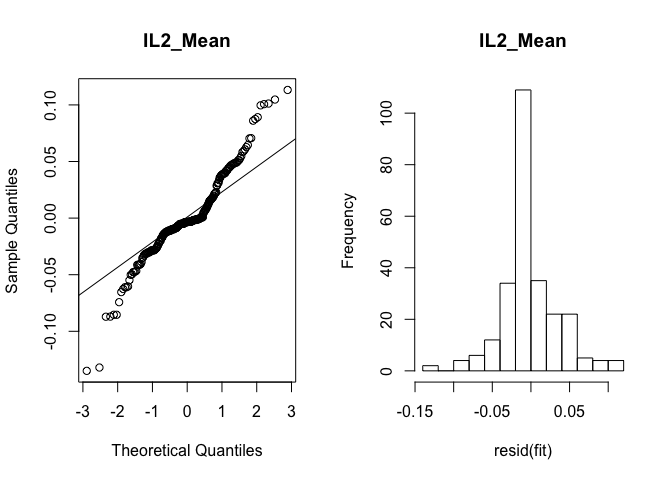 IL2_Mean
Sample Quantiles
0.10
0.05
0.00
-0.05
-0.10
-3 -2 -1 0 1 2 3
Theoretical Quantiles
IL2_Mean
Frequency
100
80
60
40
20
0
-0.15 -0.05 0.05
resid(fit)